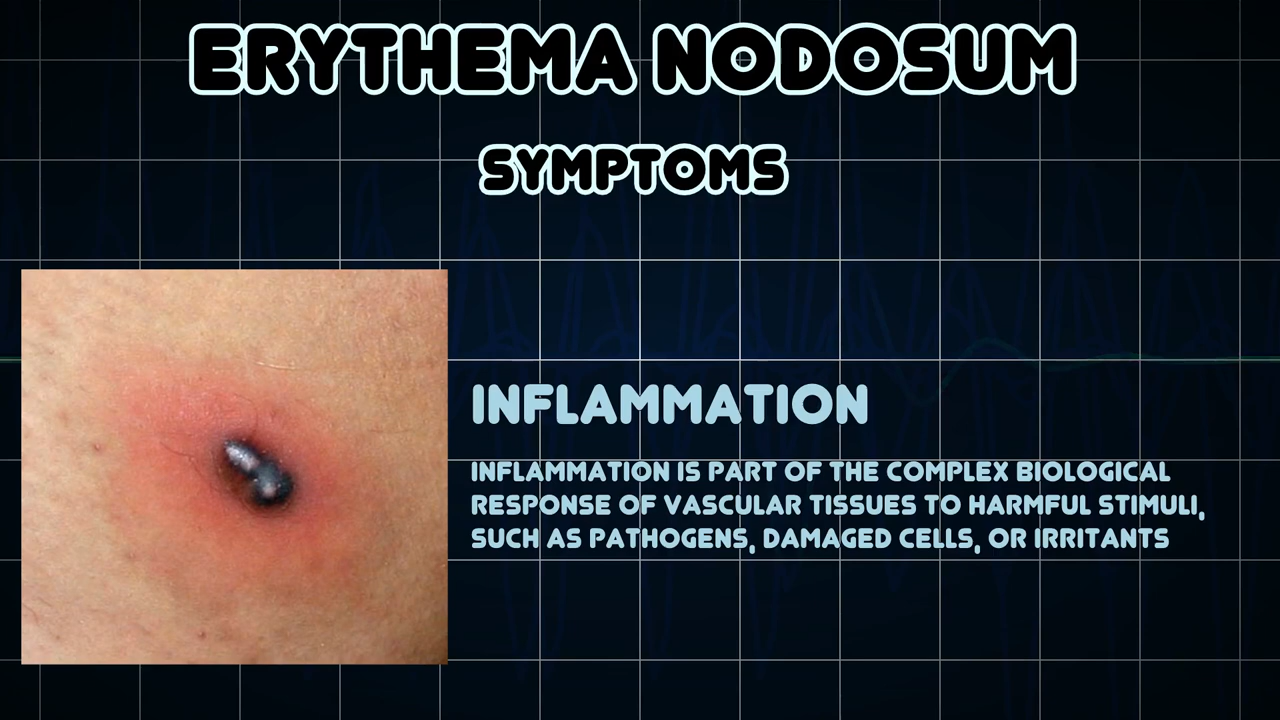 ERYTHEMA NODOSUM
SYMPTOMS
INFLAMMATION
INFLAMMATION IS PART OF THE COMPLEX BIOLOGICAL
RESPONSE OF VASCULAR TISSUES TO HARMFUL STIMULI,
SUCH AS PATHOGENS, DAMAGED CELLS, OR IRRITANTS